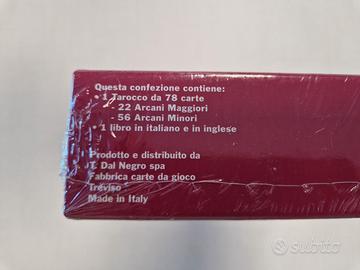 Questa confezione contiene:
• 1 Tarocco da 78 carte
- 22 Arcani Maggiori
- 56 Arcani Minori
• 1 libro in italiano e in inglese
Prodotto e distribuito da
T. Dal Negro spa
Fabbrica carte da gioco
Treviso
Made in Italy
subito